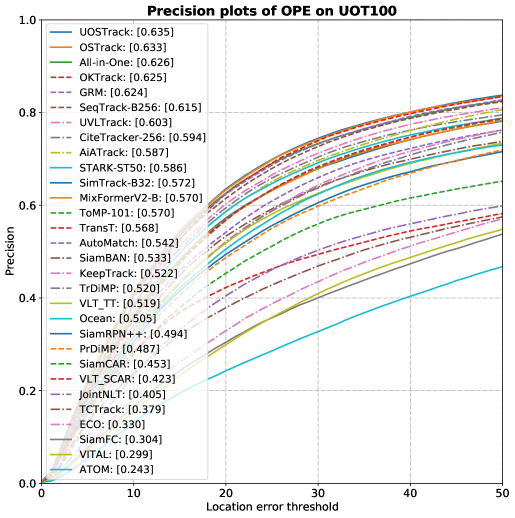 Precision plots of OPE on UOT100
1.0
0.8
0.6
0.4
0.2
0.0
Precision
UOSTrack: [0.635]
OSTrack: [0.633]
All-in-One: [0.626]
OKTrack: [0.625]
GRM: [0.624]
SeqTrack-B256: [0.615]
UVLTrack: [0.603]
CiteTracker-256: [0.594]
AiATrack: [0.587]
STARK-ST50: [0.586]
SimTrack-B32: [0.572]
MixFormerV2-B: [0.570]
ToMP-101: [0.570]
TransT: [0.568]
AutoMatch: [0.542]
SiamBAN: [0.533]
KeepTrack: [0.522]
TrDiMP: [0.520]
VLT_TT: [0.519]
Ocean: [0.505]
SiamRPN++: [0.494]
PrDiMP: [0.487]
SiamCAR: [0.453]
VLT_SCAR: [0.423]
JointNLT: [0.405]
TCTrack: [0.379]
ECO: [0.330]
SiamFC: [0.304]
VITAL: [0.299]
ATOM: [0.243]
0 10 20 30 40 50
Location error threshold